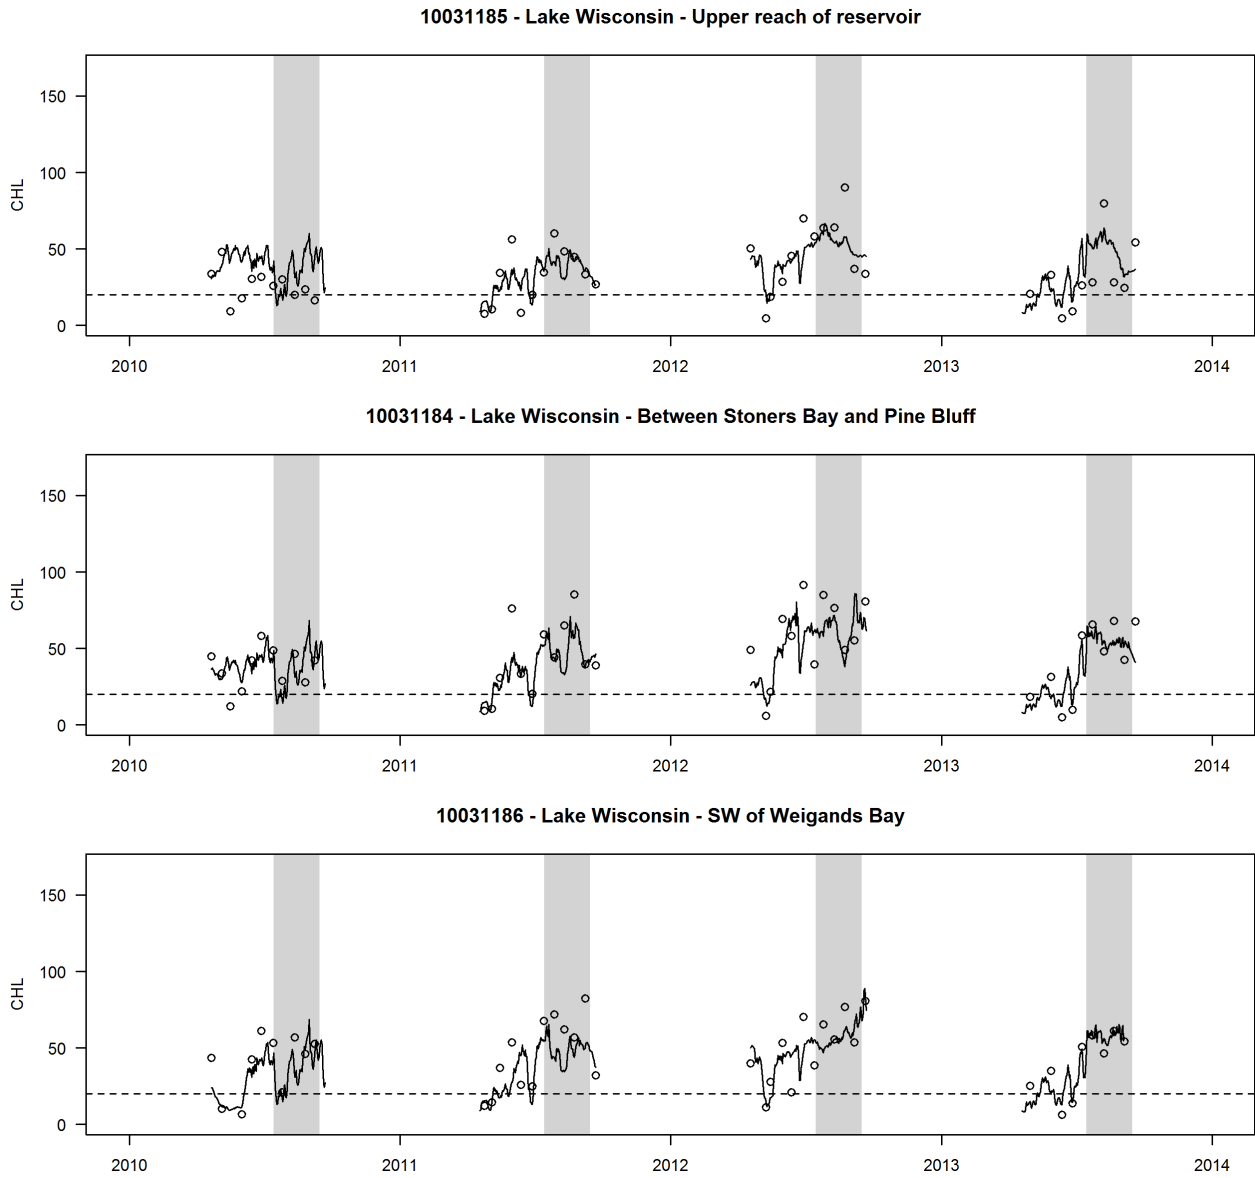 10031185 - Lake Wisconsin - Upper reach of reservoir
150
100
50
0
CHL
2010 2011 2012 2013 2014
10031184 - Lake Wisconsin - Between Stoners Bay and Pine Bluff
150
100
50
0
CHL
2010 2011 2012 2013 2014
10031186 - Lake Wisconsin - SW of Weigands Bay
150
100
50
0
CHL
2010 2011 2012 2013 2014